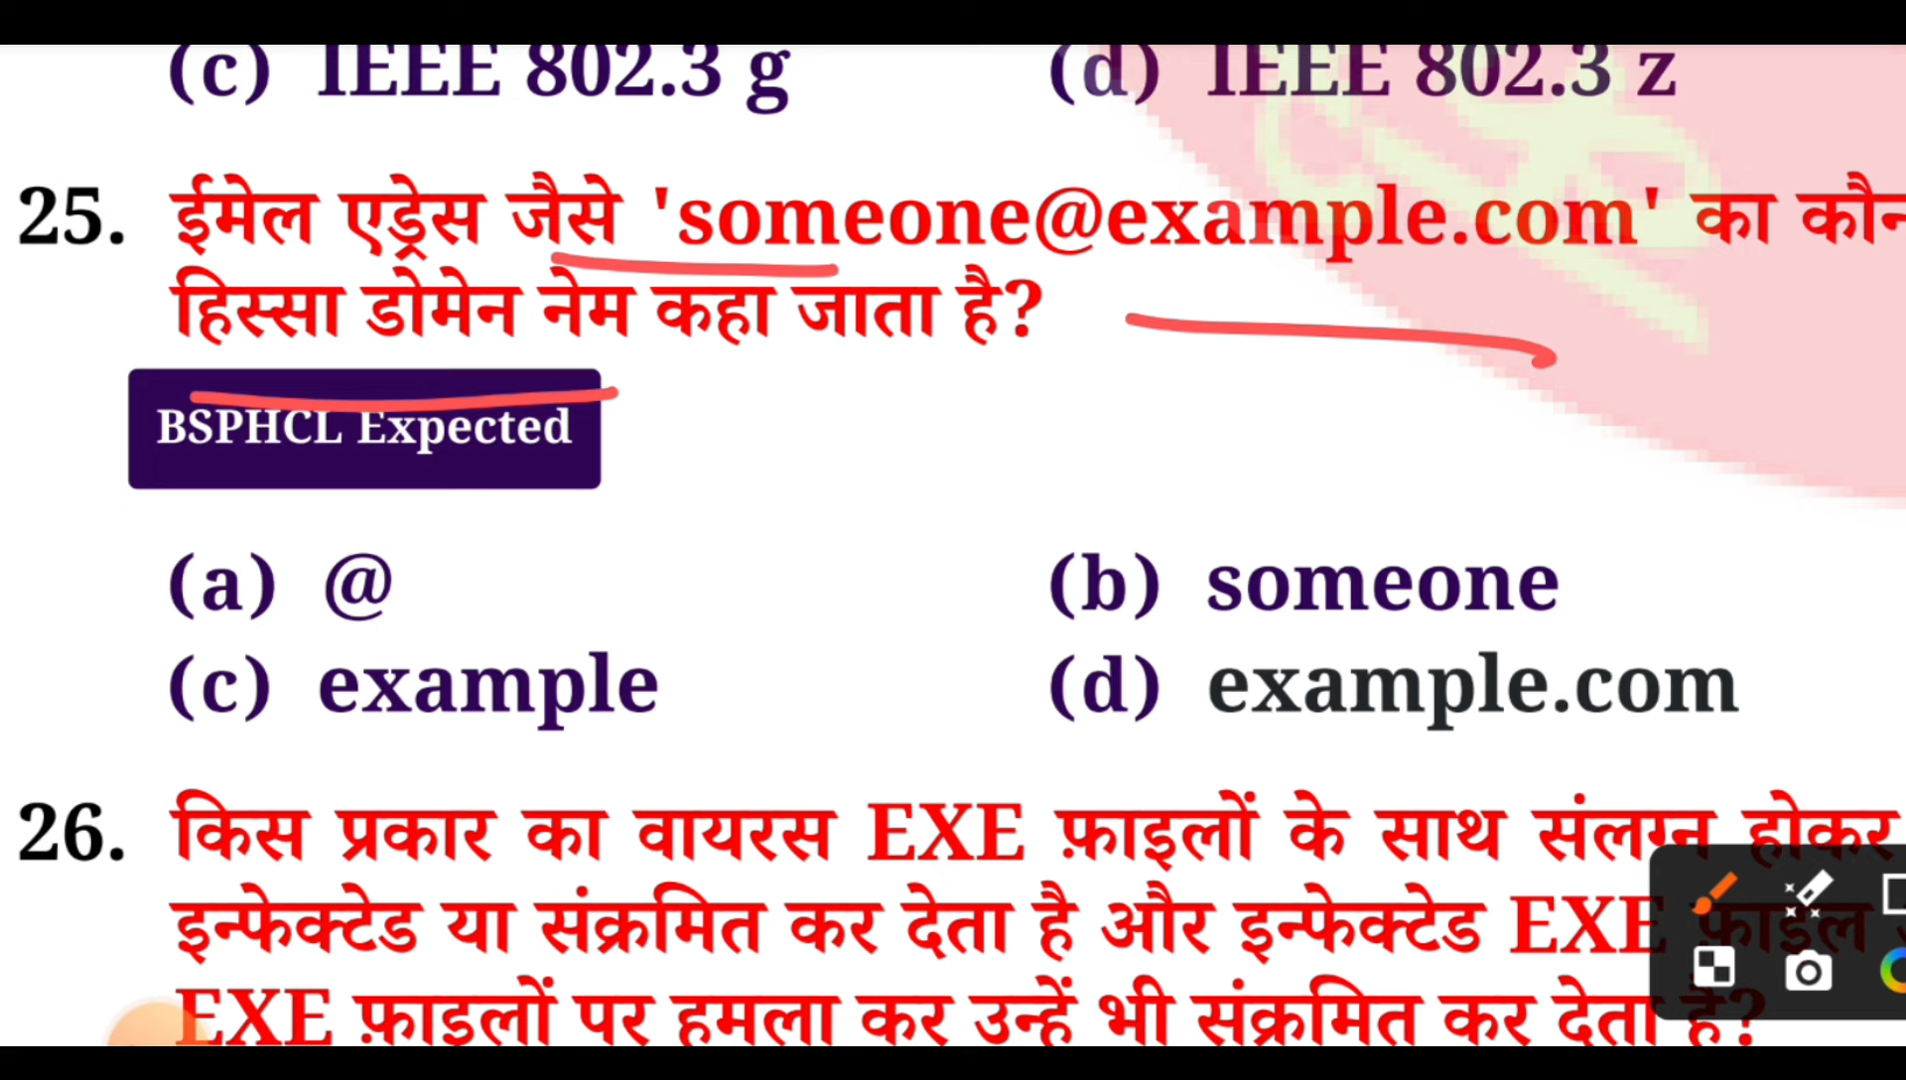 (c) IEEE 802.3 g (d) IEEE 802.3 z
25. ईमेल एड्रेस जैसे 'someone@example.com' का कौन
हिस्सा डोमेन नेम कहा जाता है?
BSPHCL Expected
(a) @ (b) someone
(c) example (d) example.com
26. किस प्रकार का वायरस EXE फ़ाइलों के साथ संलग्न होकर
इन्फेक्टेड या संक्रमित कर देता है और इन्फेक्टेड EXE फ़ाइल
EXE फ़ाइलों पर हमला कर उन्हें भी संक्रमित कर देता है?